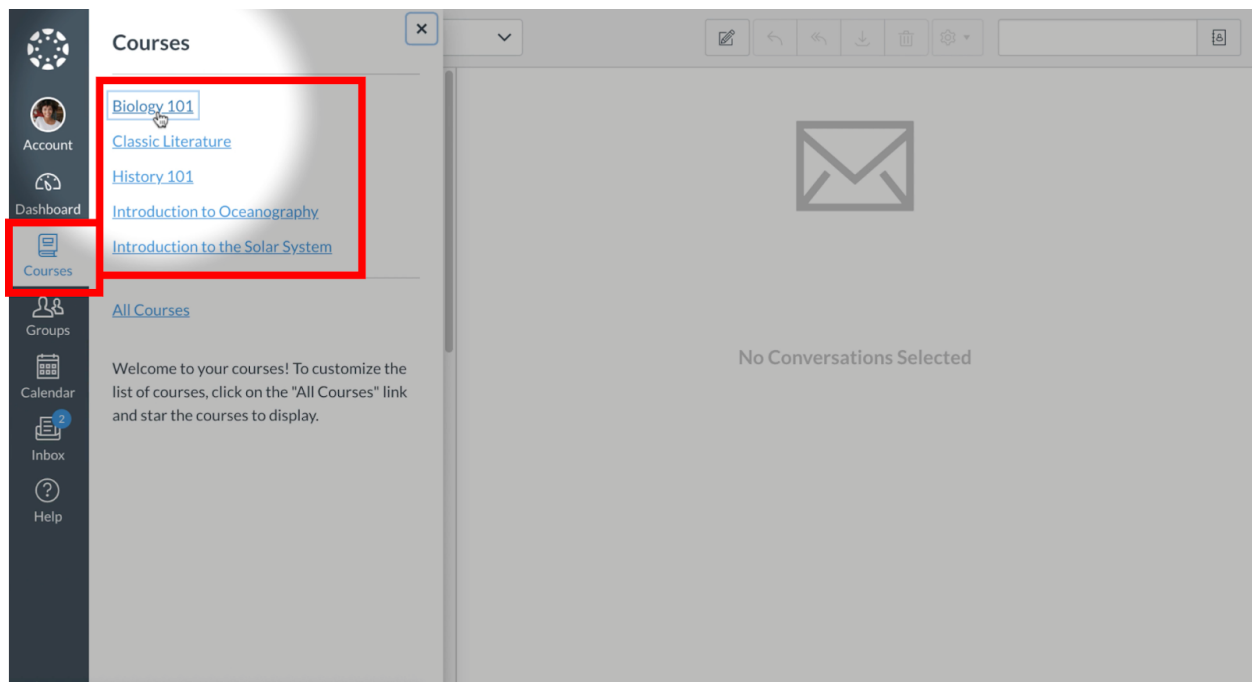 Courses
Biology 101
Classic Literature
History 101
Introduction to Oceanography
Introduction to the Solar System
All Courses
Welcome to your courses! To customize the
list of courses, click on the "All Courses" link
and star the courses to display.
Account
Dashboard
Courses
Groups
Calendar
2
Inbox
Help
No Conversations Selected